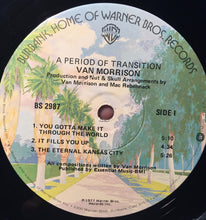 BURBANK, HOME OF WARNER BROS. RECORDS
A PERIOD OF TRANSITION
VAN MORRISON
Production and Nut & Skull Arrangements by
Van Morrison and Mac Rebennack
BS 2987
SIDE 1
1. YOU GOTTA MAKE IT
THROUGH THE WORLD
5:10
2. IT FILLS YOU UP
4:34
3. THE ETERNAL KANSAS CITY
5:26
All compositions written by Van Morrison
Published by Essential Music-BMI
℗1977 Warner Bros.
Records Inc.